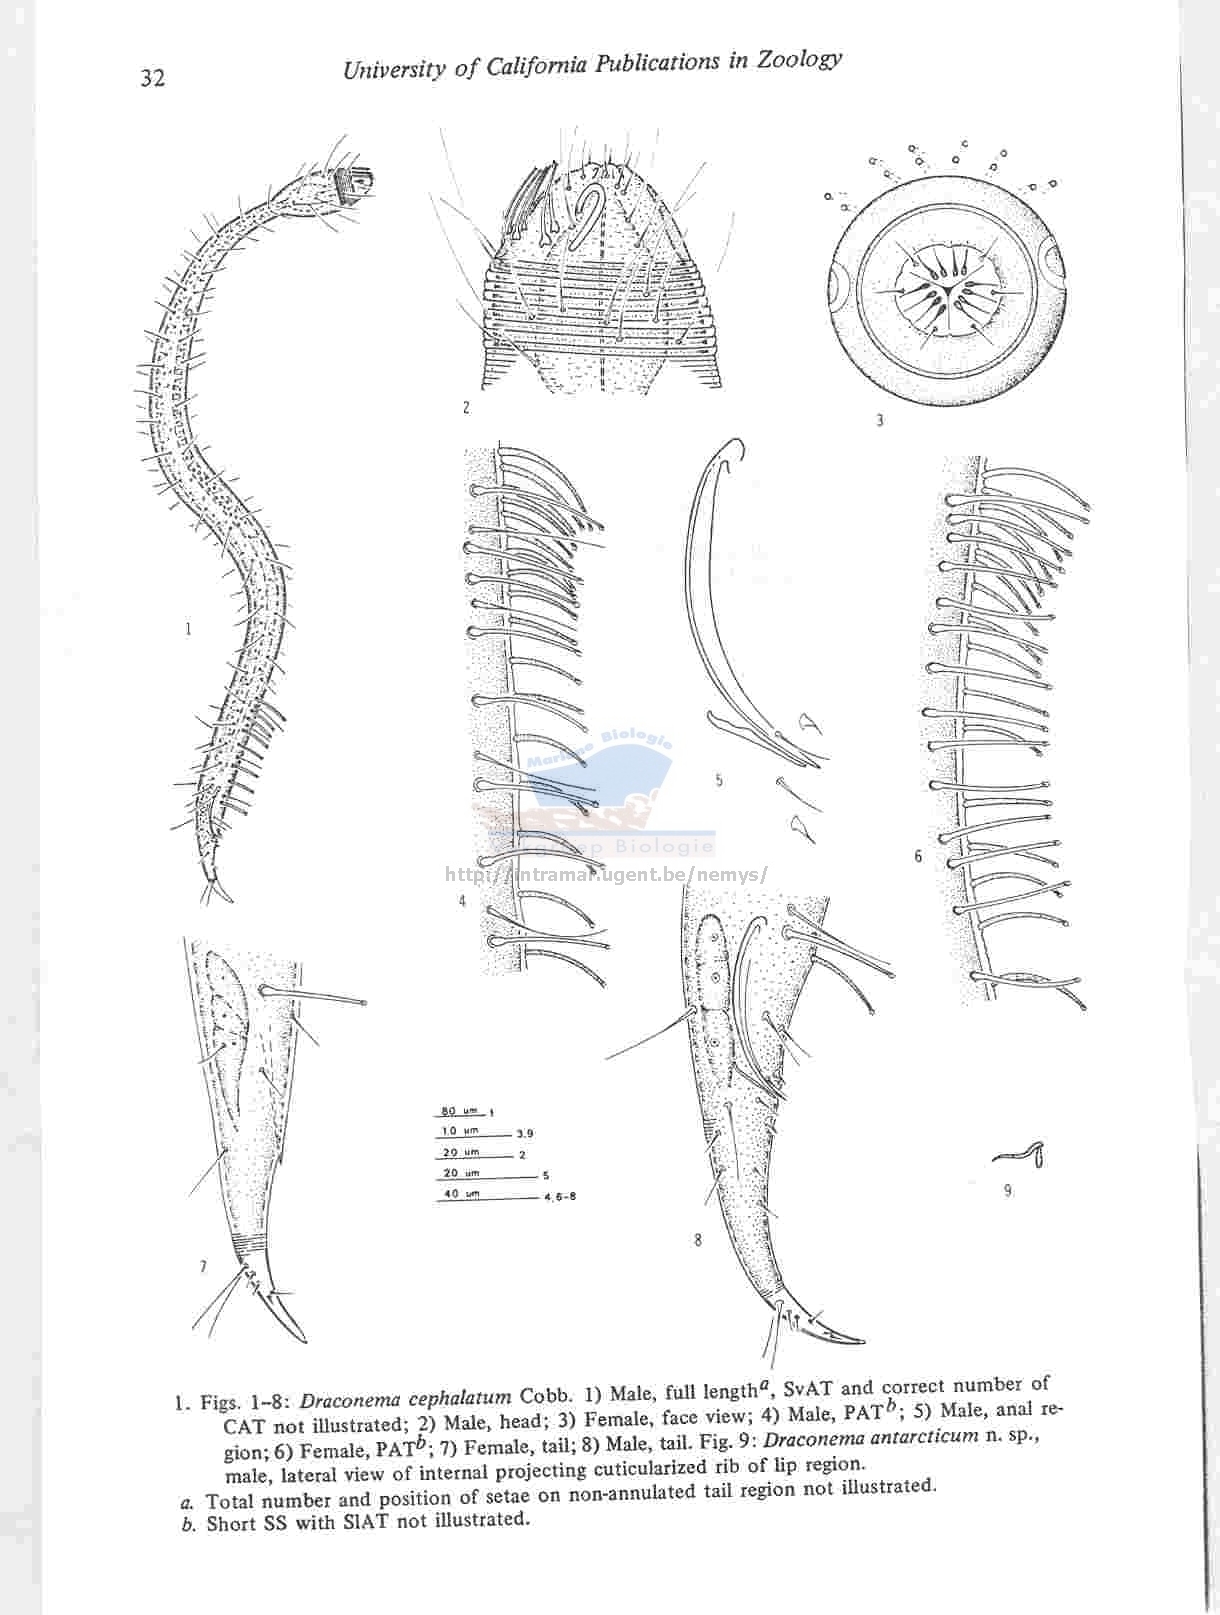 32
University of California Publications in Zoology
1
2
3
4
5
6
Mariene Biologie
Biologie
http://intramar.ugent.be/nemys/
7
8
9
80 um 1
10 um 3.9
20 um 2
20 um 5
40 um 4, 6-8
1. Figs. 1-8: Draconema cephalatum Cobb. 1) Male, full lengthᵃ, SvAT and correct number of
CAT not illustrated; 2) Male, head; 3) Female, face view; 4) Male, PATᵇ; 5) Male, anal re-
gion; 6) Female, PATᵇ; 7) Female, tail; 8) Male, tail. Fig. 9: Draconema antarcticum n. sp.,
male, lateral view of internal projecting cuticularized rib of lip region.
a. Total number and position of setae on non-annulated tail region not illustrated.
b. Short SS with SlAT not illustrated.